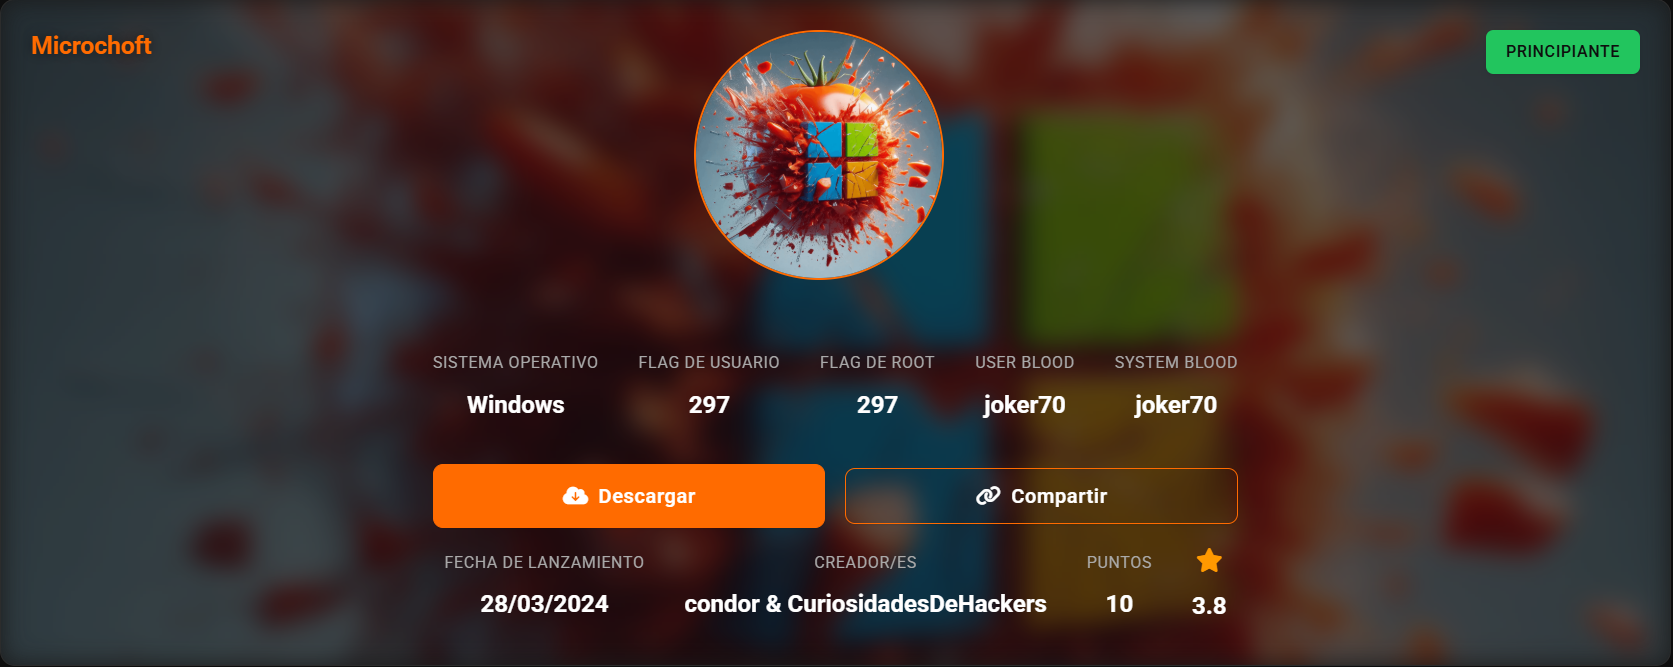 Microchoft
PRINCIPIANTE
SISTEMA OPERATIVO
Windows
FLAG DE USUARIO
297
FLAG DE ROOT
297
USER BLOOD
joker70
SYSTEM BLOOD
joker70
Descargar
Compartir
FECHA DE LANZAMIENTO
28/03/2024
CREADOR/ES
condor & CuriosidadesDeHackers
PUNTOS
10
3.8